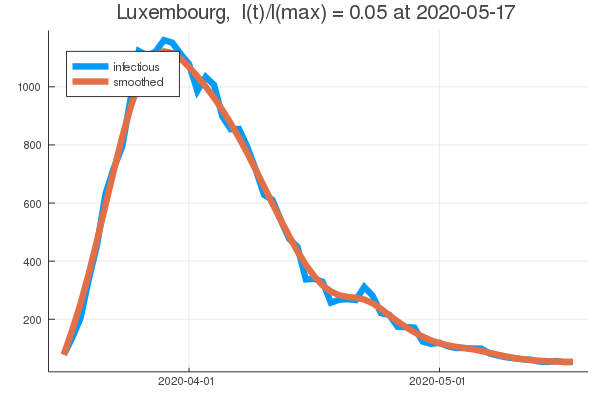 Luxembourg,  I(t)/I(max) = 0.05 at 2020-05-17
infectious
smoothed
1000
800
600
400
200
2020-04-01
2020-05-01